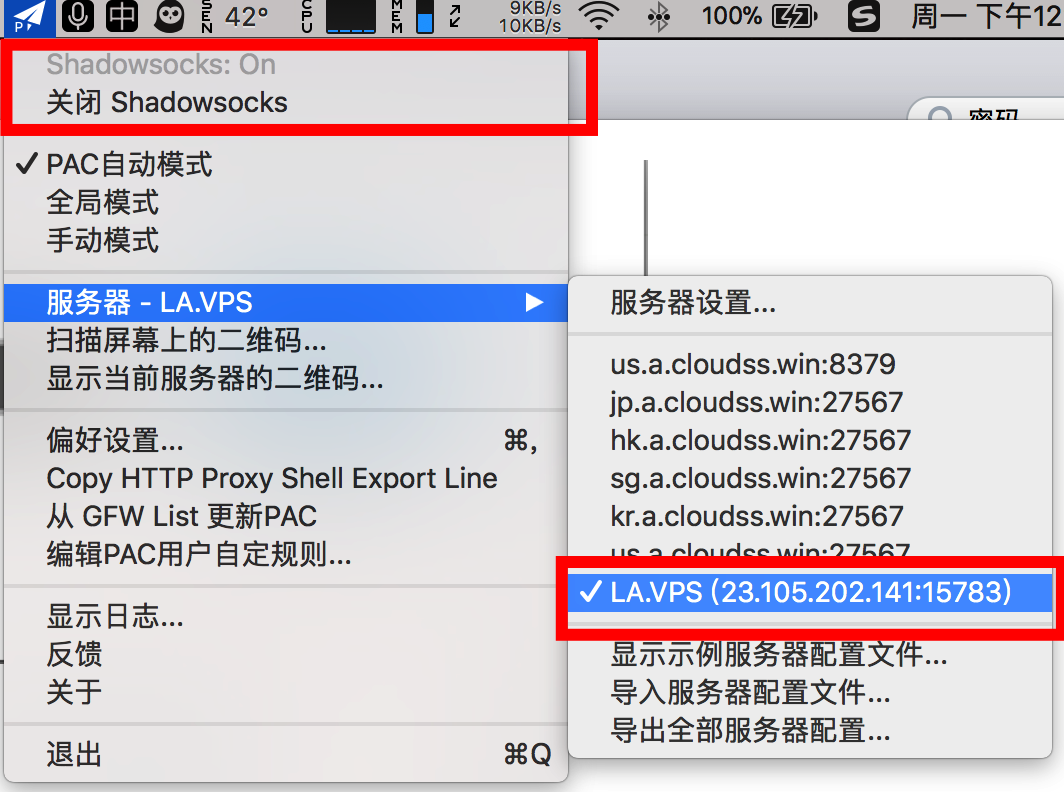 P 中 SEN 42° CPU MEM 9KB/s 10KB/s 100% S 周一 下午12
Shadowsocks: On
关闭 Shadowsocks
密码
PAC自动模式
全局模式
手动模式
服务器 - LA.VPS
扫描屏幕上的二维码...
显示当前服务器的二维码...
偏好设置... ⌘,
Copy HTTP Proxy Shell Export Line
从 GFW List 更新PAC
编辑PAC用户自定规则...
显示日志...
反馈
关于
退出 ⌘Q
服务器设置...
us.a.cloudss.win:8379
jp.a.cloudss.win:27567
hk.a.cloudss.win:27567
sg.a.cloudss.win:27567
kr.a.cloudss.win:27567
us.a.cloudss.win:27567
LA.VPS (23.105.202.141:15783)
显示示例服务器配置文件...
导入服务器配置文件...
导出全部服务器配置...